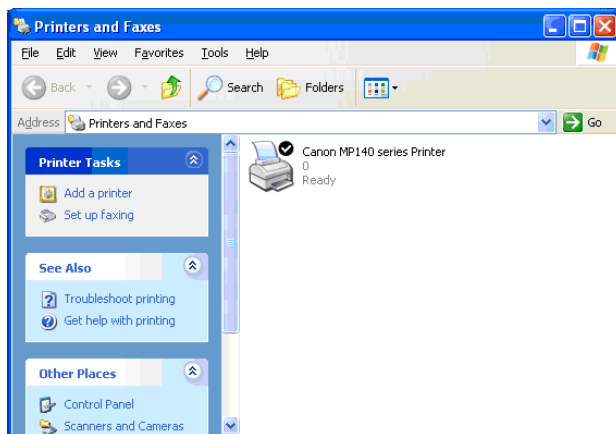 Printers and Faxes
File Edit View Favorites Tools Help
Back Search Folders
Address Printers and Faxes Go
Printer Tasks
Add a printer
Set up faxing
See Also
Troubleshoot printing
Get help with printing
Other Places
Control Panel
Scanners and Cameras
Canon MP140 series Printer
0
Ready